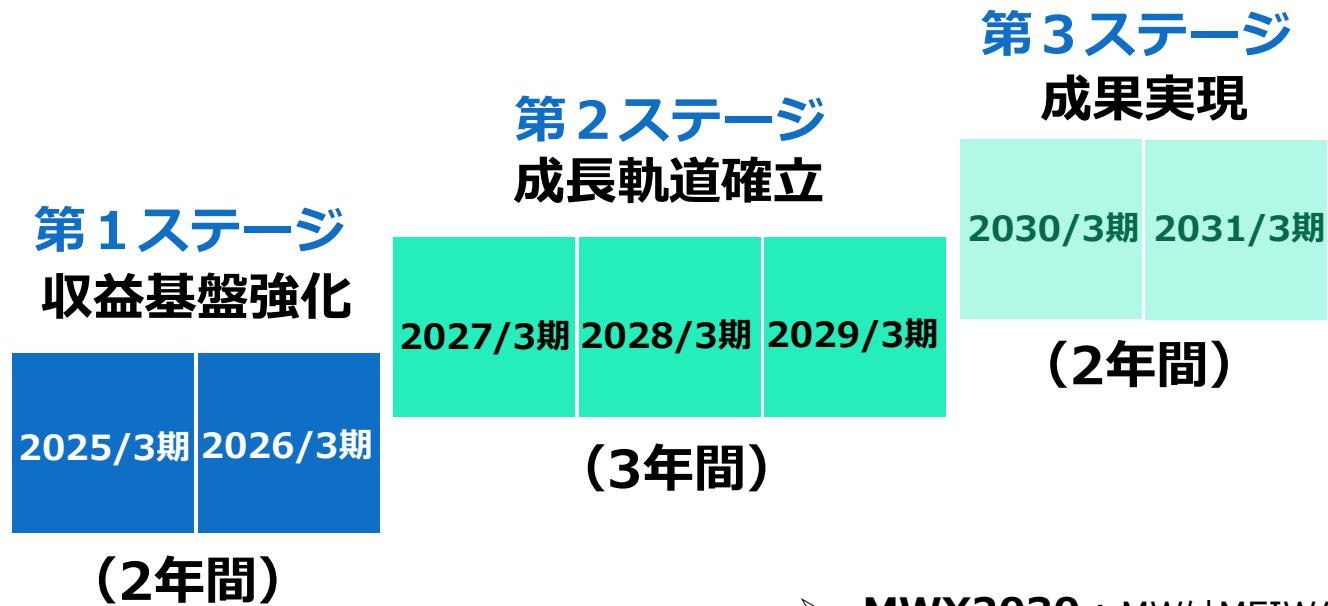 第1ステージ
収益基盤強化
2025/3期 2026/3期
（2年間）
第2ステージ
成長軌道確立
2027/3期 2028/3期 2029/3期
（3年間）
第3ステージ
成果実現
2030/3期 2031/3期
（2年間）